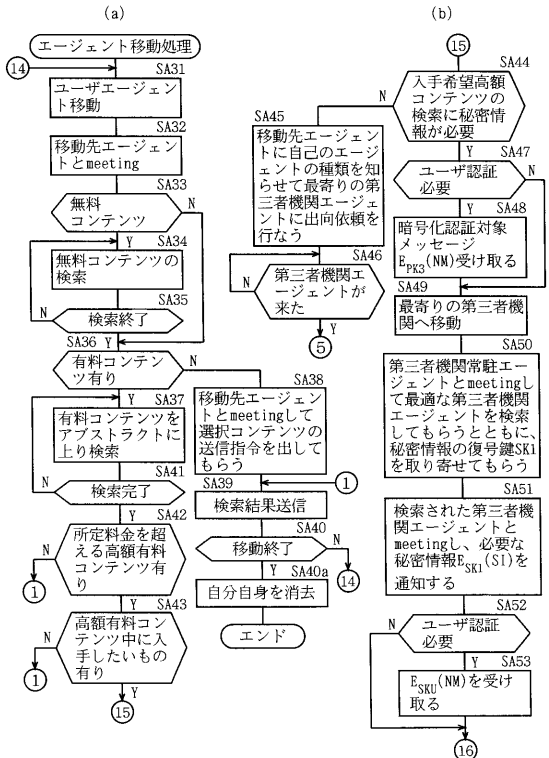 (a)
エージェント移動処理
14
SA31
ユーザエージェ
ント移動
SA32
移動先エージェン
トとmeeting
SA33
無料
コンテンツ
N
Y
SA34
無料コンテンツの
検索
SA35
N
検索終了
SA36
Y
有料コンテン
ツ有り
N
Y
SA37
有料コンテンツを
アブストラクトに
上り検索
SA41
N
検索完了
Y
SA42
所定料金を超
える高額有料
コンテンツ有
り
N
1
Y
SA43
高額有料コン
テンツ中に入
手したいもの
有り
N
1
Y
15
SA38
移動先エージェ
ントとmeetingして
選択コンテンツの
送信指令を出して
もらう
1
SA39
検索結果送信
SA40
移動終了
N
14
Y
SA40a
自分自身を消去
エンド
(b)
15
SA44
入手希望高額
コンテンツの
検索に秘密情
報が必要
N
Y
SA45
移動先エージェン
トに自己のエージェ
ントの種類を知
らせて最寄りの第
三者機関エージェ
ントに出向依頼を
行なう
SA46
第三者機関
エージェントが
来た
N
Y
5
SA47
ユーザ認証
必要
N
Y
SA48
暗号化認証対象
メッセージ
EPK3(NM)受け取る
SA49
最寄りの第三者機
関へ移動
SA50
第三者機関常駐エー
ジェントとmeetingし
て最適な第三者機関
エージェントを検索
してもらうとともに、
秘密情報の復号鍵SK1
を取り寄せてもらう
SA51
検索された第三者機
関エージェントと
meetingし、必要な
秘密情報ESK1(SI)を
通知する
SA52
N
ユーザ認証
必要
Y
SA53
ESKU(NM)を受け
取る
16